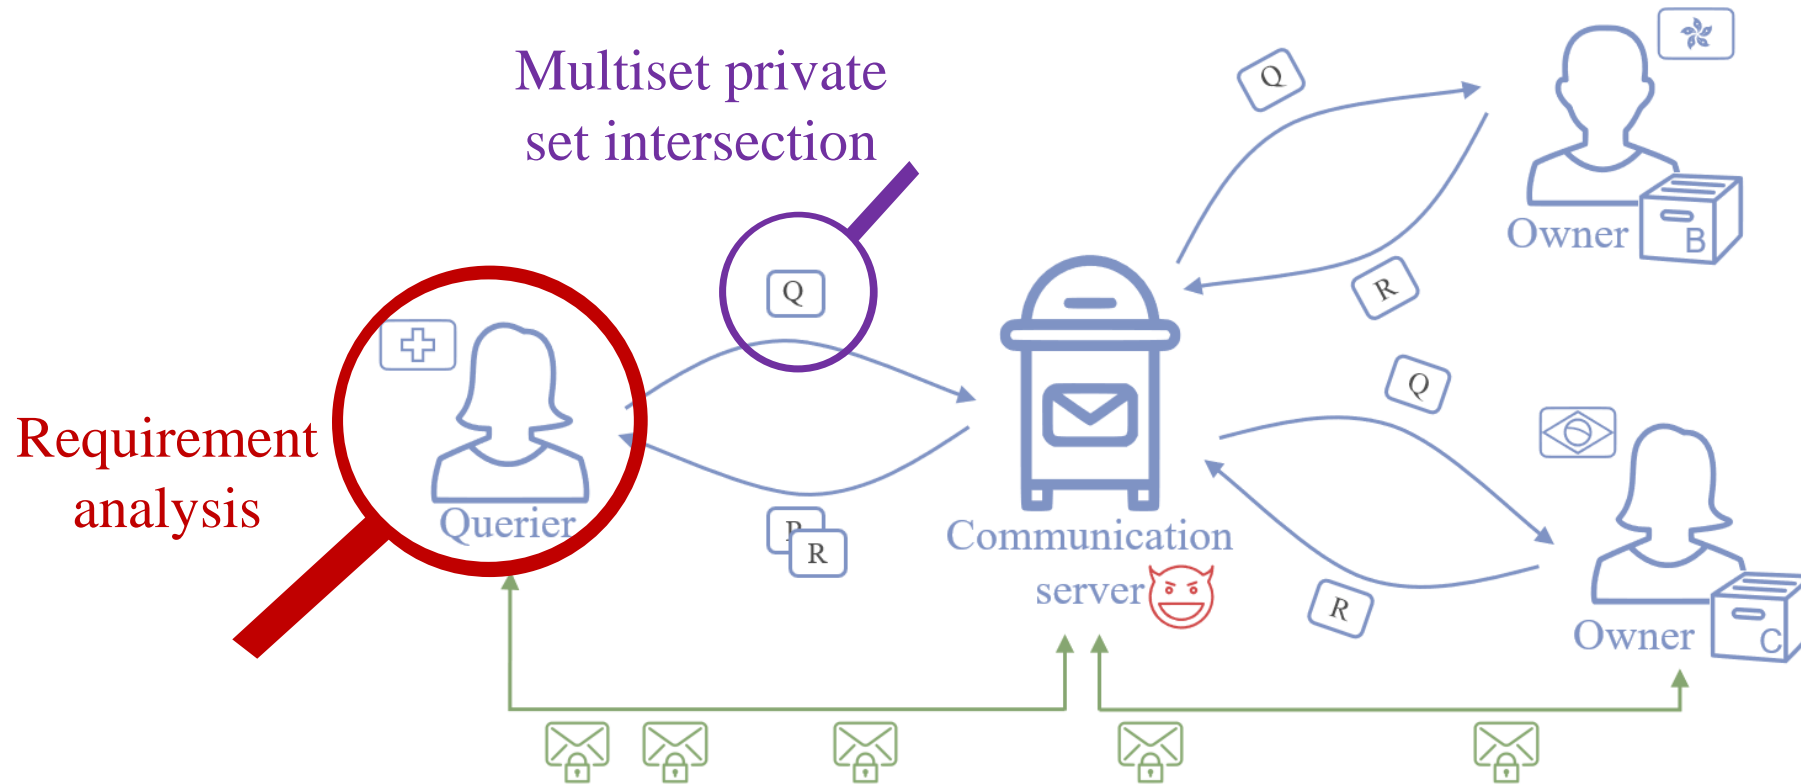 Multiset private
set intersection
Requirement
analysis
Querier
Q
R
R
Communication
server
Q
R
Owner
B
Q
R
Owner
C